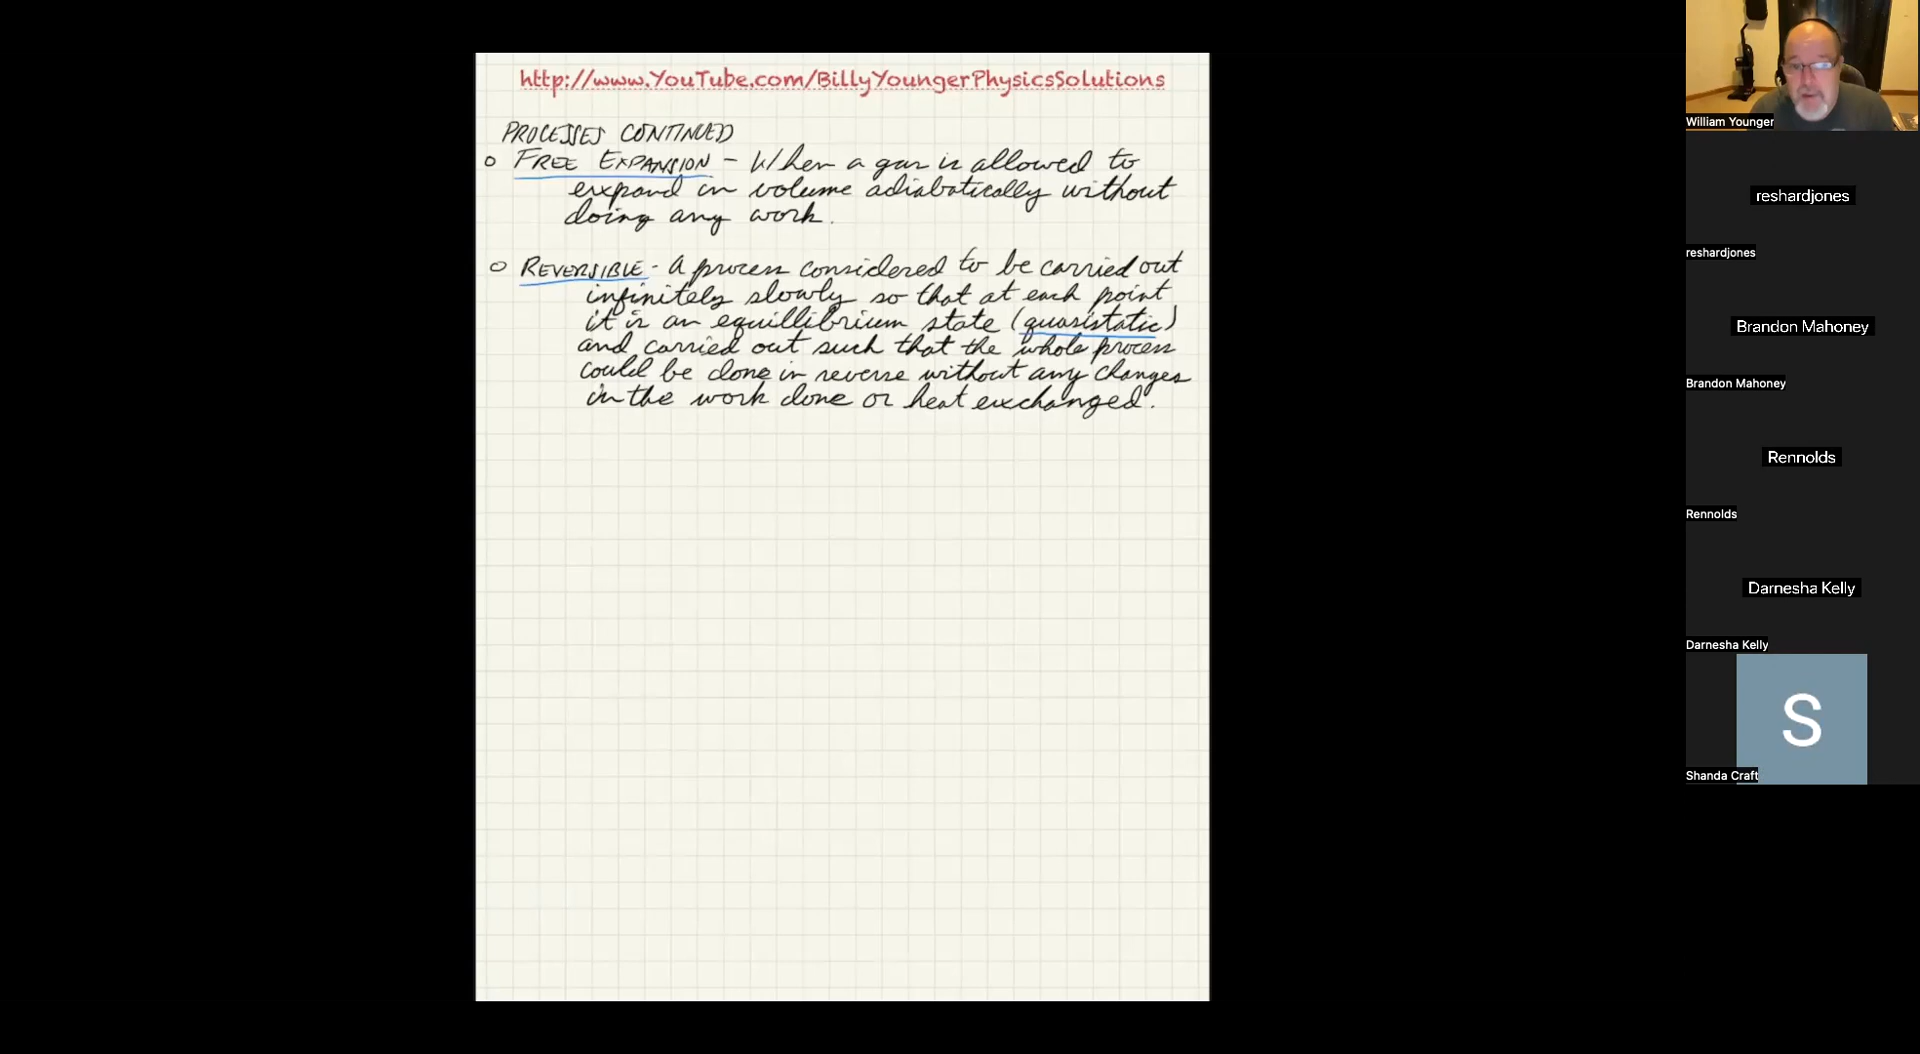 http://www.YouTube.com/BillyYoungerPhysicsSolutions
PROCESSES CONTINUED
o FREE EXPANSION - When a gas is allowed to
expand in volume adiabatically without
doing any work.
o REVERSIBLE - A process considered to be carried out
infinitely slowly so that at each point
it is an equillibrium state (quasistatic)
and carried out such that the whole process
could be done in reverse without any changes
in the work done or heat exchanged.
William Younger
reshardjones
reshardjones
Brandon Mahoney
Brandon Mahoney
Rennolds
Rennolds
Darnesha Kelly
Darnesha Kelly
S
Shanda Craft